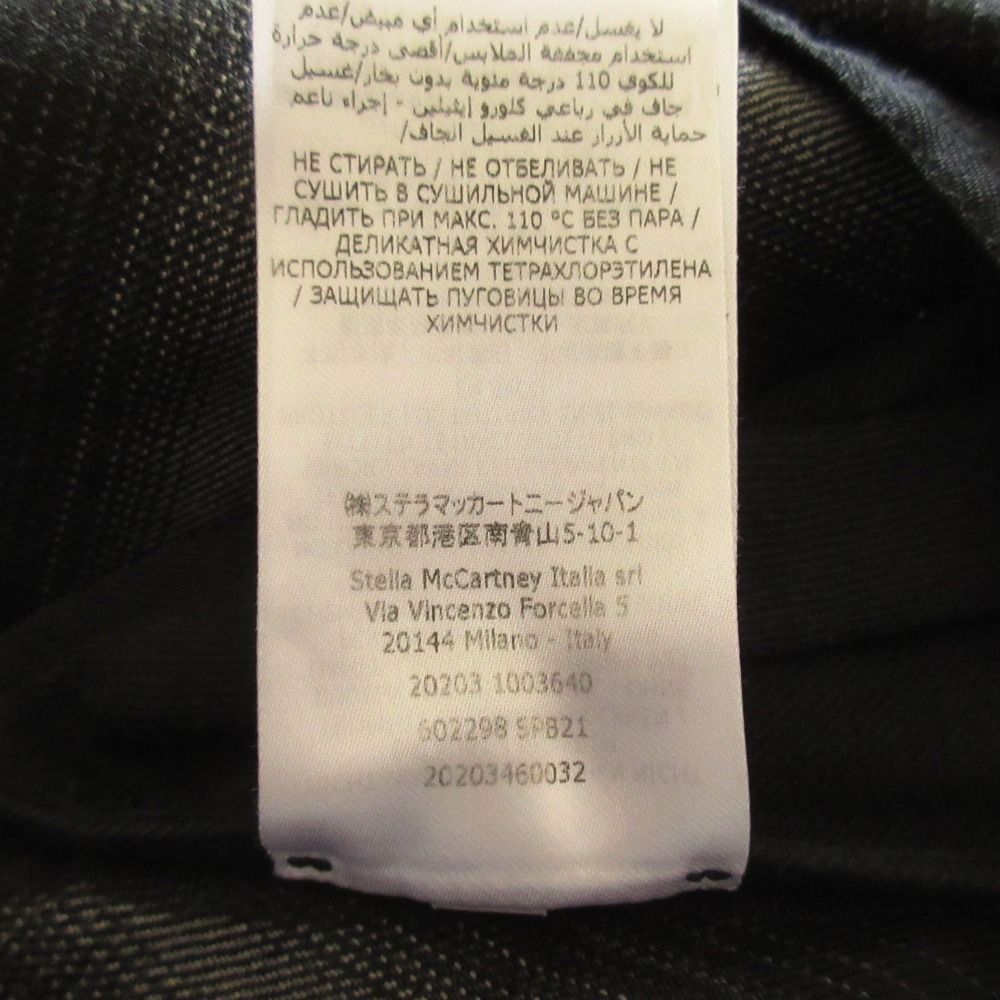 لا يغسل/عدم استخدام أي مبيض/عدم
استخدام مجففة الملابس/أقصى درجة حرارة
للكوي 110 درجة مئوية بدون بخار/غسيل
جاف في رباعي كلورو إيثيلين - إجراء ناعم
حماية الأزرار عند الغسيل الجاف/
НЕ СТИРАТЬ / НЕ ОТБЕЛИВАТЬ / НЕ
СУШИТЬ В СУШИЛЬНОЙ МАШИНЕ /
ГЛАДИТЬ ПРИ МАКС. 110 °C БЕЗ ПАРА /
ДЕЛИКАТНАЯ ХИМЧИСТКА С
ИСПОЛЬЗОВАНИЕМ ТЕТРАХЛОРЭТИЛЕНА
/ ЗАЩИЩАТЬ ПУГОВИЦЫ ВО ВРЕМЯ
ХИМЧИСТКИ
㈱ステラマッカートニージャパン
東京都港区南青山5-10-1
Stella McCartney Italia srl
Via Vincenzo Forcella 5
20144 Milano - Italy
20203 1003640
602298 SPB21
20203460032